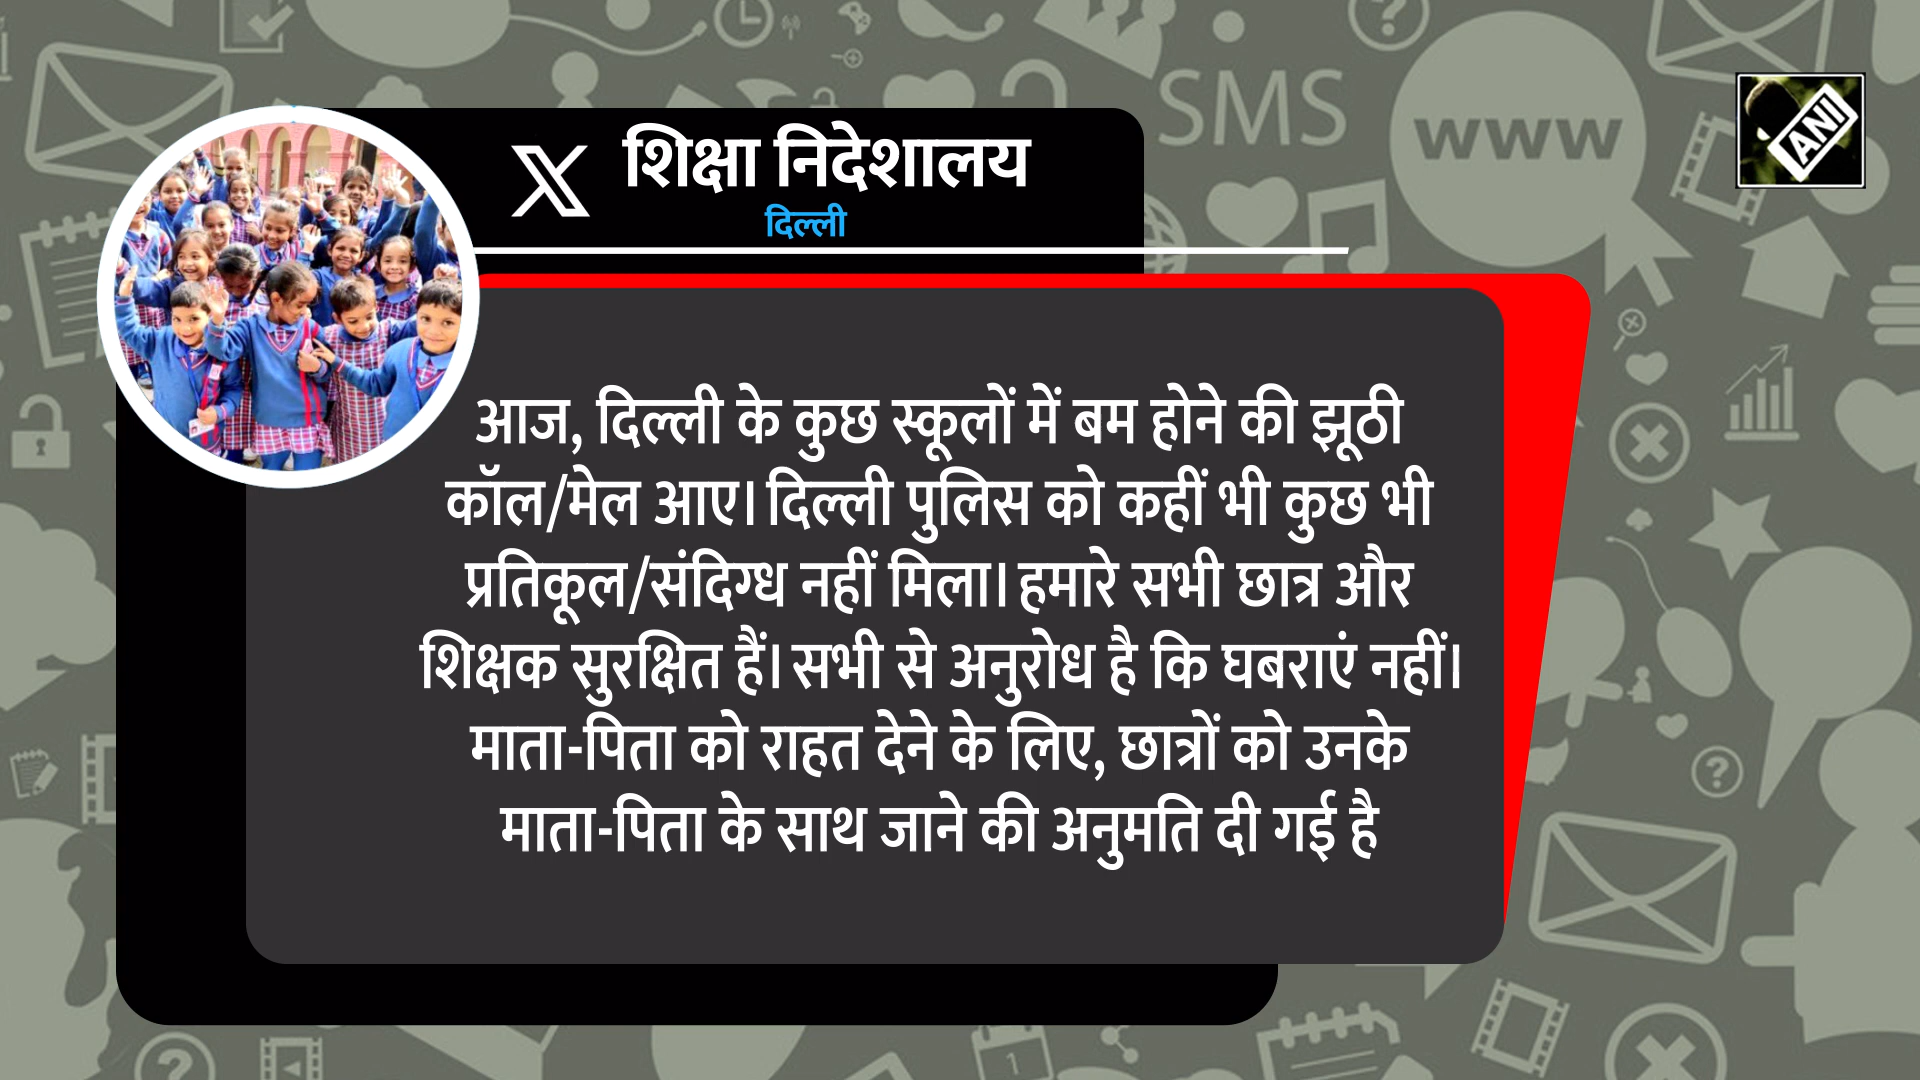 SMS
www
ANI
शिक्षा निदेशालय
दिल्ली
आज, दिल्ली के कुछ स्कूलों में बम होने की झूठी
कॉल/मेल आए। दिल्ली पुलिस को कहीं भी कुछ भी
प्रतिकूल/संदिग्ध नहीं मिला। हमारे सभी छात्र और
शिक्षक सुरक्षित हैं। सभी से अनुरोध है कि घबराएं नहीं।
माता-पिता को राहत देने के लिए, छात्रों को उनके
माता-पिता के साथ जाने की अनुमति दी गई है
1